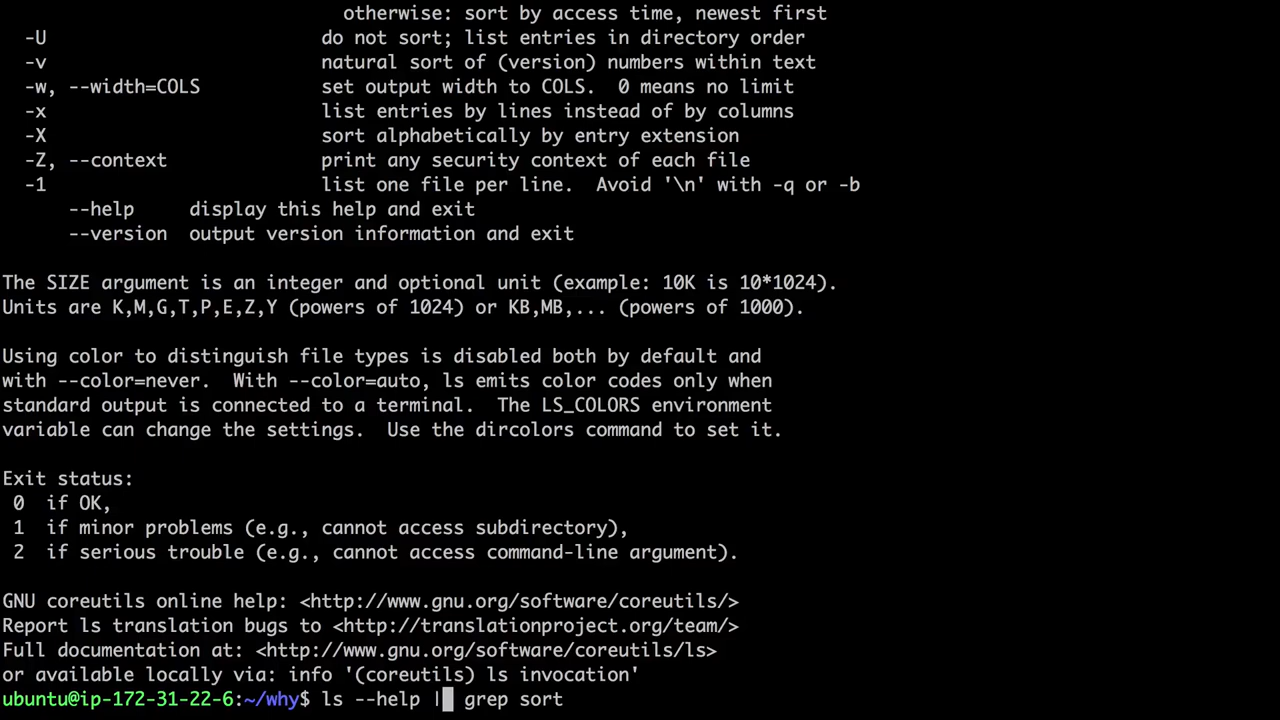 otherwise: sort by access time, newest first
-U do not sort; list entries in directory order
-v natural sort of (version) numbers within text
-w, --width=COLS set output width to COLS.  0 means no limit
-x list entries by lines instead of by columns
-X sort alphabetically by entry extension
-Z, --context print any security context of each file
-1 list one file per line.  Avoid '\n' with -q or -b
--help display this help and exit
--version output version information and exit
The SIZE argument is an integer and optional unit (example: 10K is 10*1024).
Units are K,M,G,T,P,E,Z,Y (powers of 1024) or KB,MB,... (powers of 1000).
Using color to distinguish file types is disabled both by default and
with --color=never.  With --color=auto, ls emits color codes only when
standard output is connected to a terminal.  The LS_COLORS environment
variable can change the settings.  Use the dircolors command to set it.
Exit status:
0 if OK,
1 if minor problems (e.g., cannot access subdirectory),
2 if serious trouble (e.g., cannot access command-line argument).
GNU coreutils online help: <http://www.gnu.org/software/coreutils/>
Report ls translation bugs to <http://translationproject.org/team/>
Full documentation at: <http://www.gnu.org/software/coreutils/ls>
or available locally via: info '(coreutils) ls invocation'
ubuntu@ip-172-31-22-6:~/why$ ls --help | grep sort